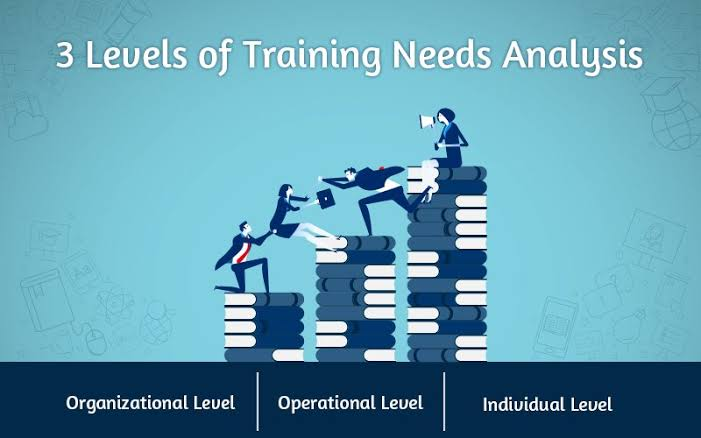 3 Levels of Training Needs Analysis
Organizational Level
Operational Level
Individual Level